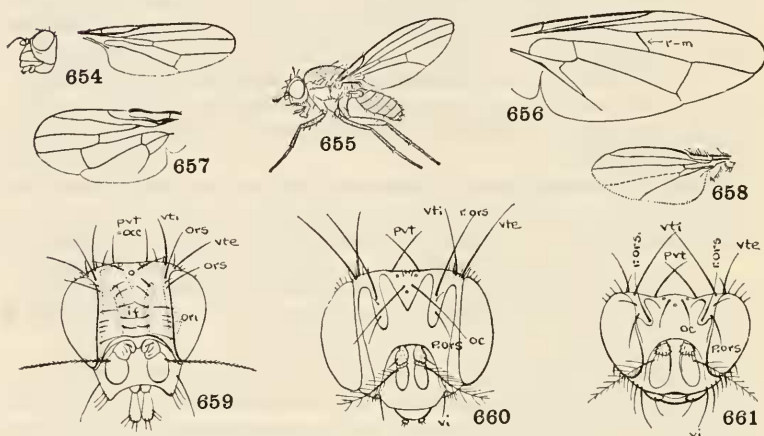 654
655
656
r-m
657
658
pvt
=occ
vti
ors
vte
ors
if
ori
659
pvt
vti
r.ors
vte
p.ors
oc
vi
660
r.ors.
vti
pvt
r.ors
vte
oc
p.ors
vi
661